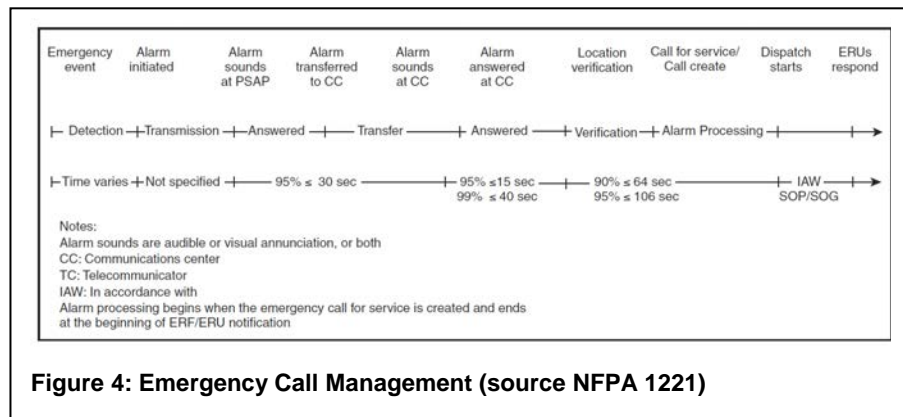 Emergency event Alarm initiated Alarm sounds at PSAP Alarm transferred to CC Alarm sounds at CC Alarm answered at CC Location verification Call for service/ Call create Dispatch starts ERUs respond
Detection Transmission Answered Transfer Answered Verification Alarm Processing
Time varies Not specified 95% ≤ 30 sec 95% ≤15 sec 90% ≤64 sec IAW
99% ≤40 sec 95% ≤106 sec SOP/SOG
Notes:
Alarm sounds are audible or visual annunciation, or both
CC: Communications center
TC: Telecommunicator
IAW: In accordance with
Alarm processing begins when the emergency call for service is created and ends
at the beginning of ERF/ERU notification
Figure 4: Emergency Call Management (source NFPA 1221)